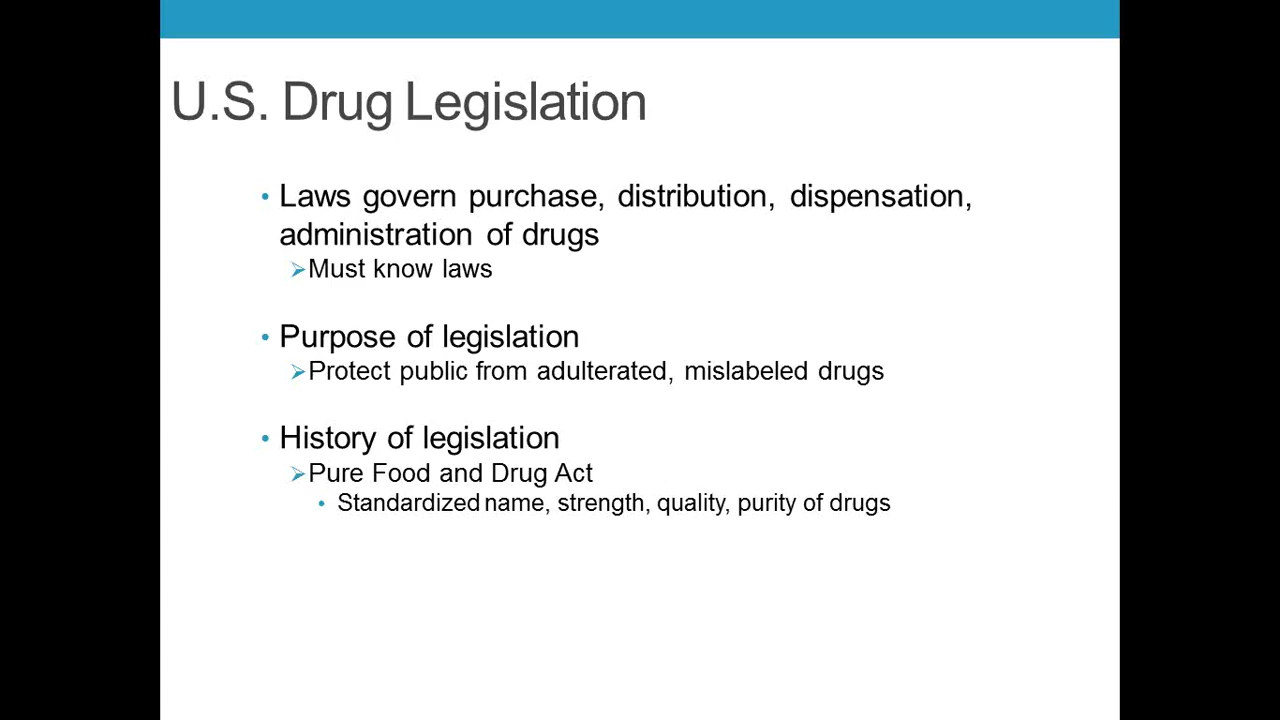 U.S. Drug Legislation
• Laws govern purchase, distribution, dispensation,
administration of drugs
➢Must know laws
• Purpose of legislation
➢Protect public from adulterated, mislabeled drugs
• History of legislation
➢Pure Food and Drug Act
• Standardized name, strength, quality, purity of drugs